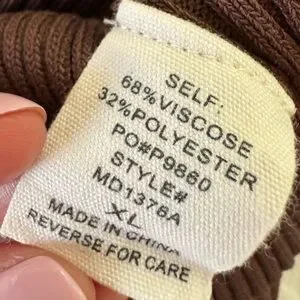 SELF:
68%VISCOSE
32%POLYESTER
PO#P9860
STYLE#
MD1376A
XL
MADE IN CHINA
REVERSE FOR CARE